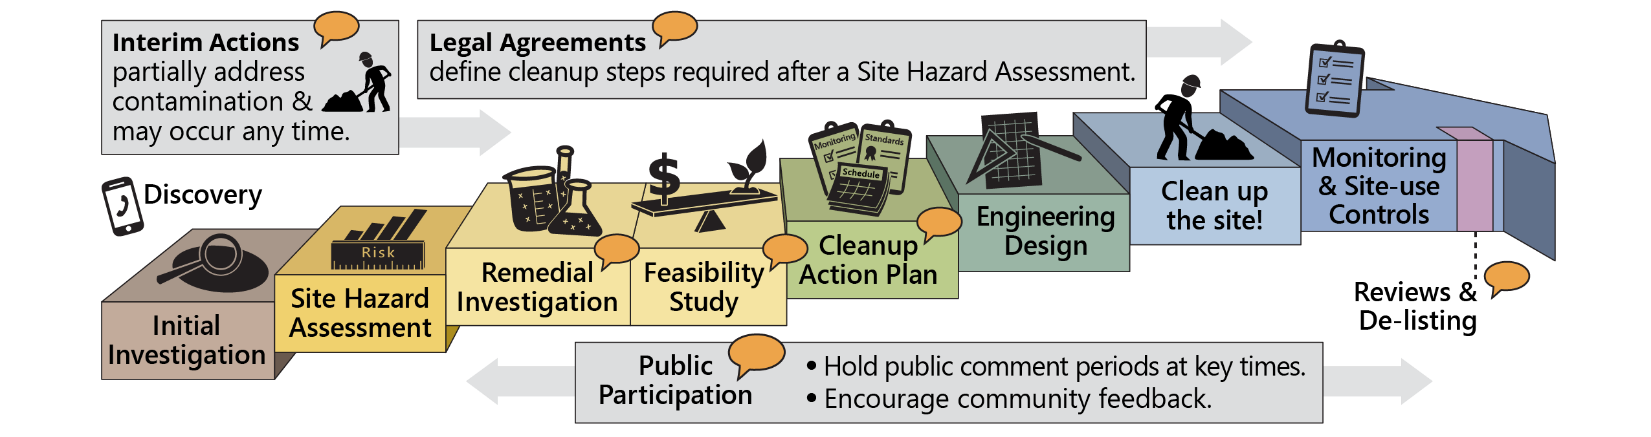 Interim Actions
partially address
contamination &
may occur any time.
Legal Agreements
define cleanup steps required after a Site Hazard Assessment.
Discovery
Initial
Investigation
Risk
Site Hazard
Assessment
Remedial
Investigation
$
Feasibility
Study
Monitoring
Standards
Schedule
Cleanup
Action Plan
Engineering
Design
Clean up
the site!
Monitoring
& Site-use
Controls
Reviews &
De-listing
Public
Participation
• Hold public comment periods at key times.
• Encourage community feedback.